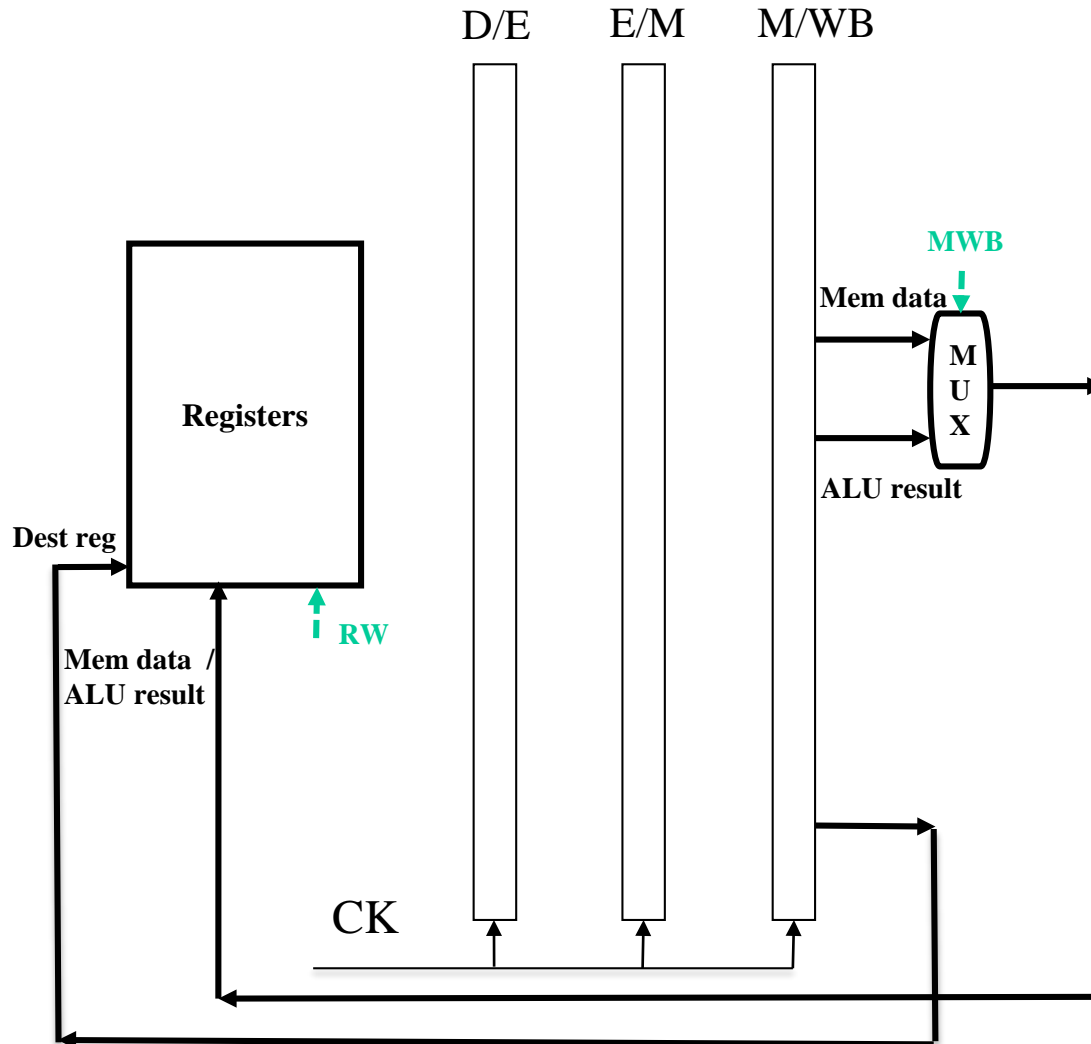 D/E E/M M/WB
MWB
Mem data
M
U
X
Registers
ALU result
Dest reg
RW
Mem data /
ALU result
CK